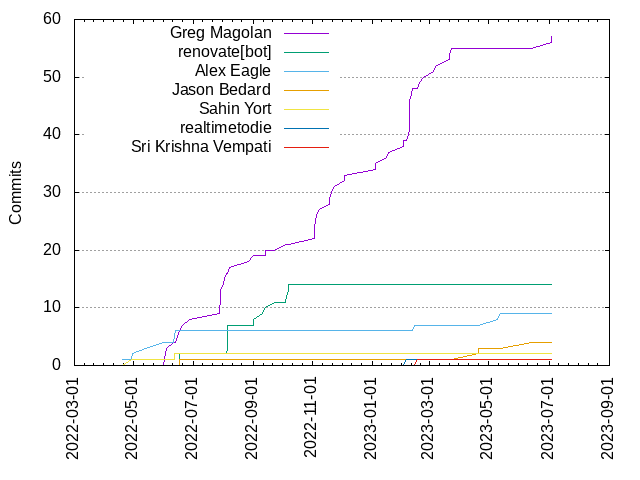 60
50
40
30
20
10
0
Commits
Greg Magolan
renovate[bot]
Alex Eagle
Jason Bedard
Sahin Yort
realtimetodie
Sri Krishna Vempati
2022-03-01
2022-05-01
2022-07-01
2022-09-01
2022-11-01
2023-01-01
2023-03-01
2023-05-01
2023-07-01
2023-09-01